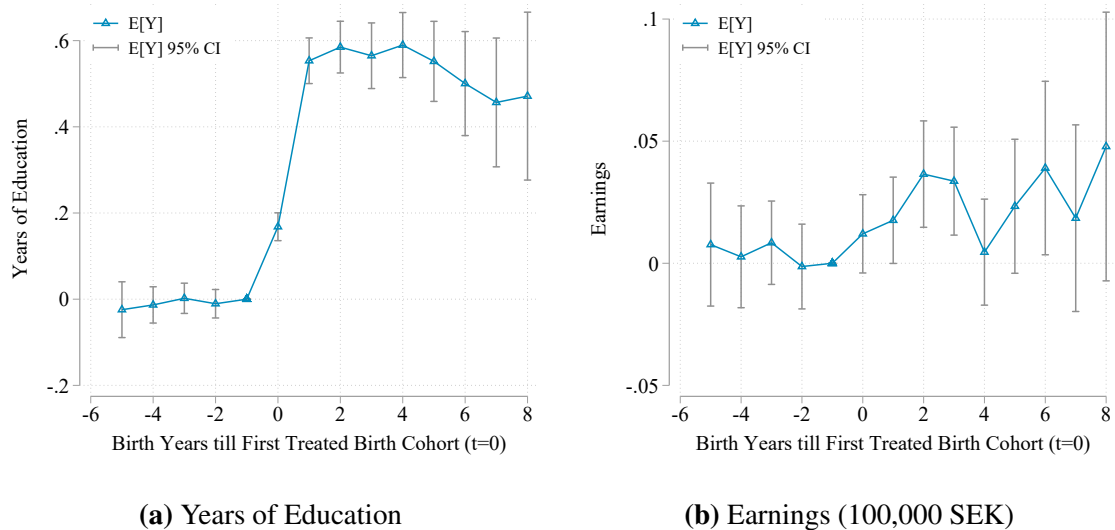 E[Y]
E[Y] 95% CI
.6
.4
.2
0
-.2
Years of Education
-6 -4 -2 0 2 4 6 8
Birth Years till First Treated Birth Cohort (t=0)
(a) Years of Education
E[Y]
E[Y] 95% CI
.1
.05
0
-.05
Earnings
-6 -4 -2 0 2 4 6 8
Birth Years till First Treated Birth Cohort (t=0)
(b) Earnings (100,000 SEK)